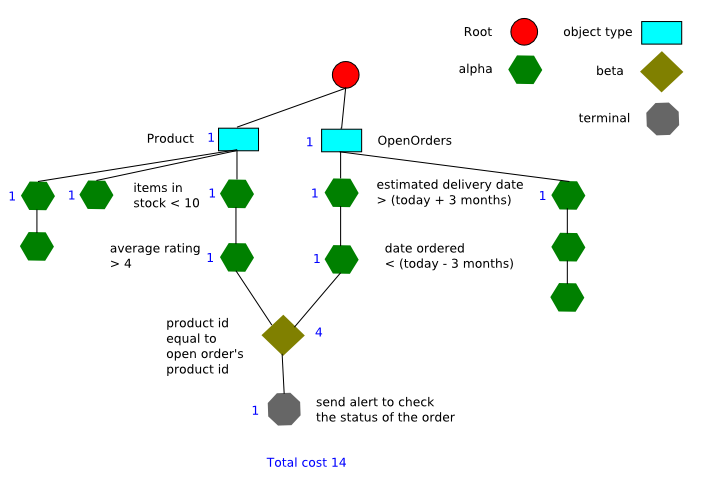 Root
object type
alpha
beta
terminal
Product
1
1
OpenOrders
1
1
items in
stock < 10
1
1
estimated delivery date
> (today + 3 months)
1
average rating
> 4
1
1
date ordered
< (today - 3 months)
product id
equal to
open order's
product id
4
1
send alert to check
the status of the order
Total cost 14